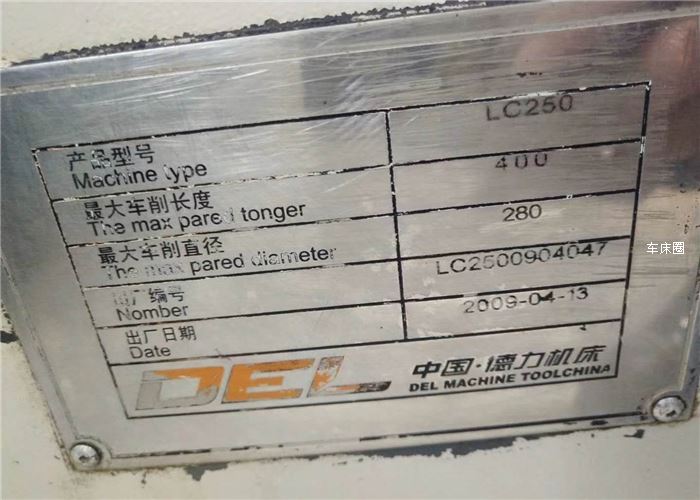 产品型号 LC250
Machine type
最大车削长度 400
The max pared tonger
最大车削直径 280
The max pared diameter
出厂编号 LC2500904047
Nomber
出厂日期 2009-04-13
Date
DEL 中国·德力机床
DEL MACHINE TOOLCHINA
车床圈